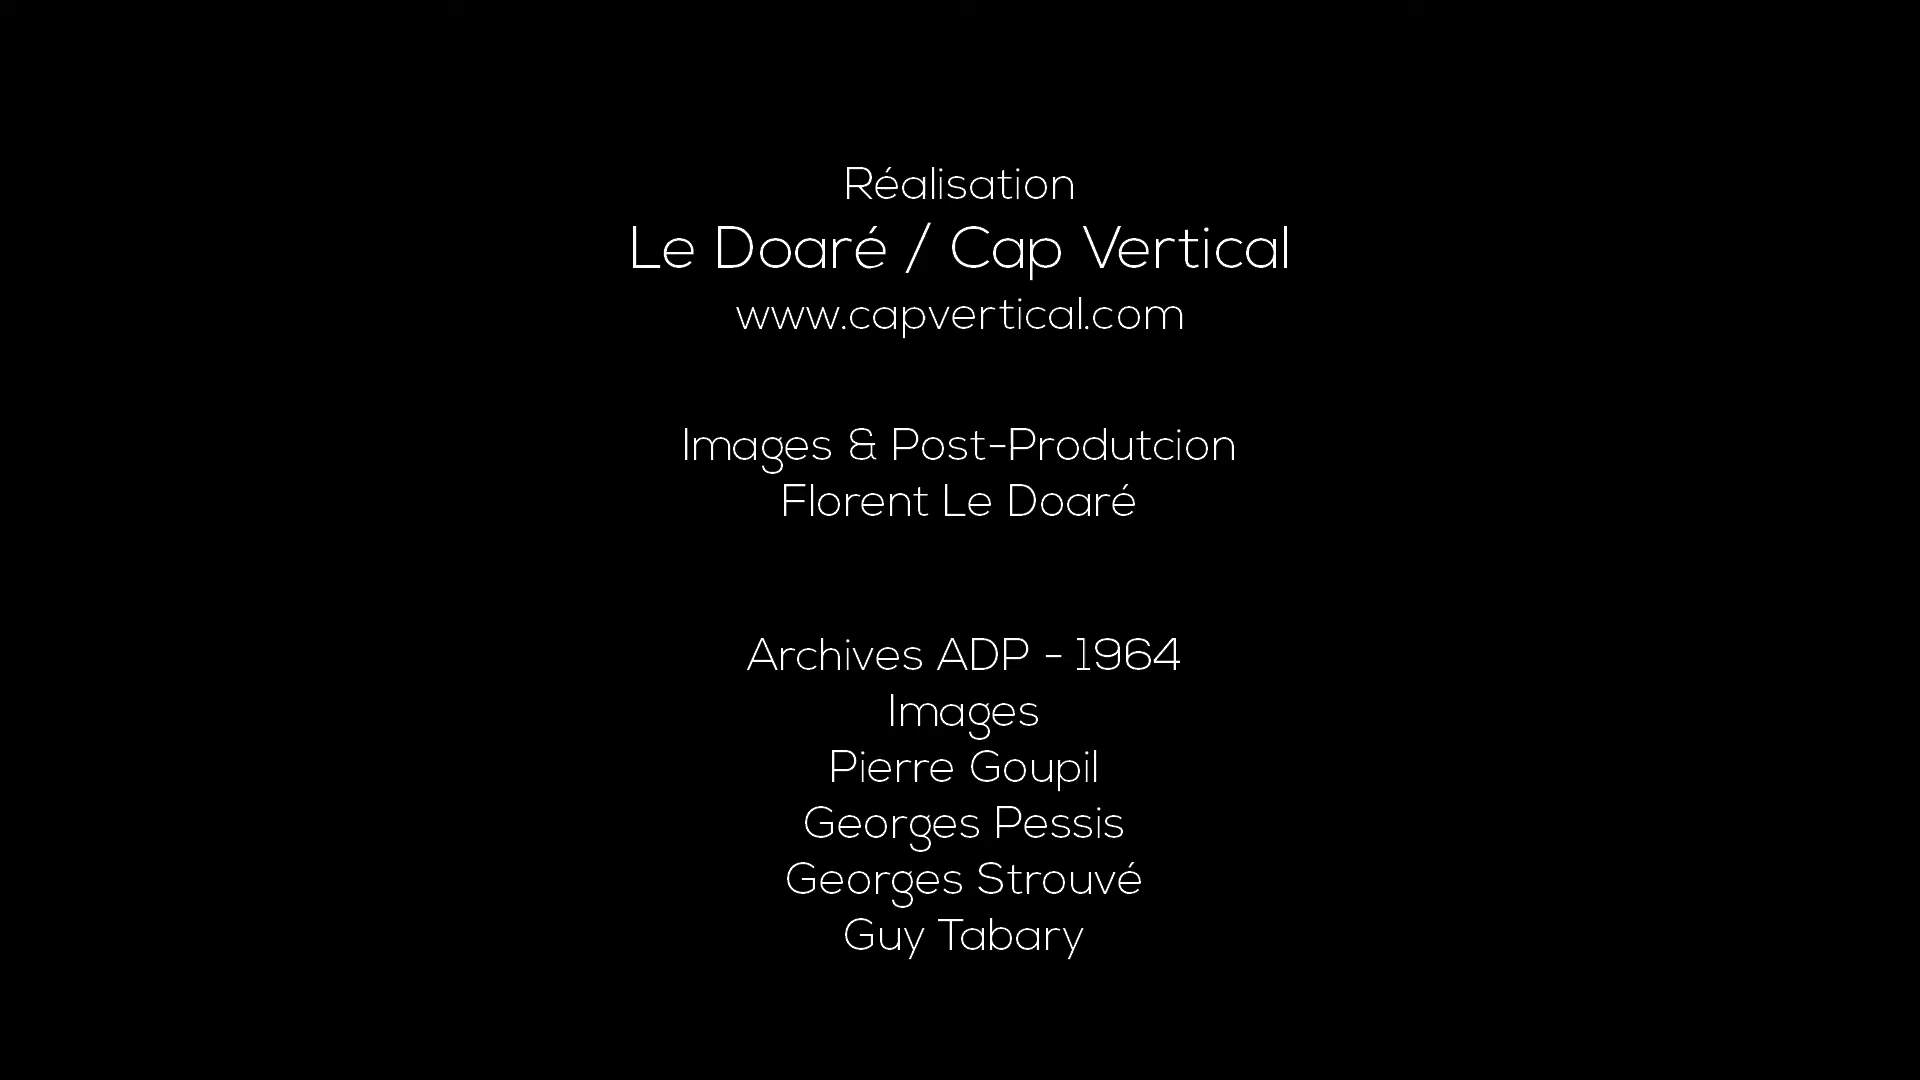 Réalisation
Le Doaré / Cap Vertical
www.capvertical.com
Images & Post-Produtcion
Florent Le Doaré
Archives ADP - 1964
Images
Pierre Goupil
Georges Pessis
Georges Strouvé
Guy Tabary